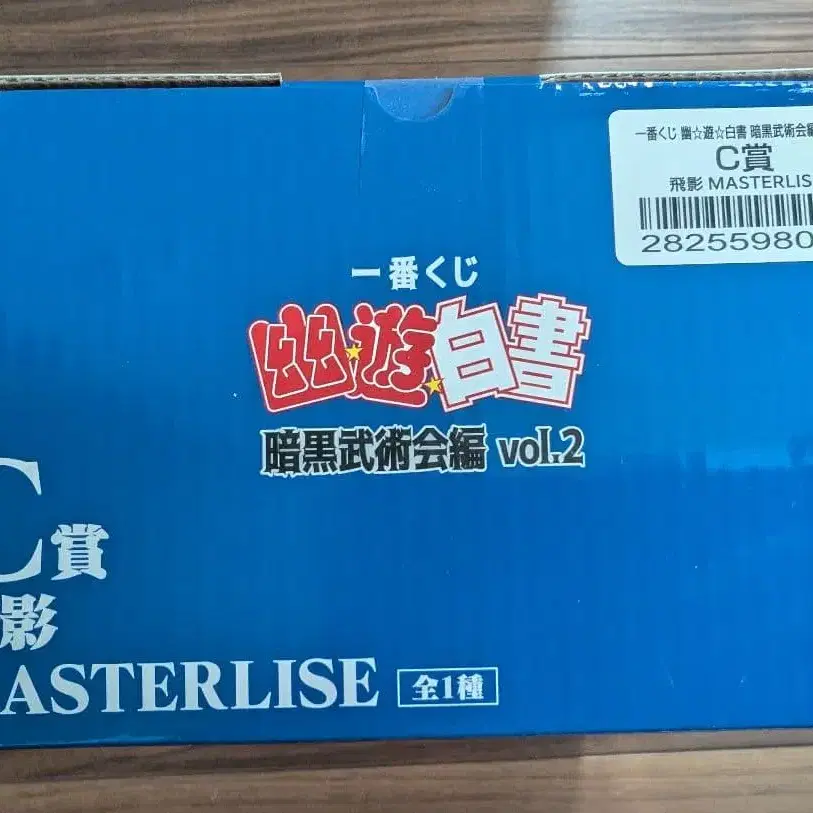 一番くじ 幽☆遊☆白書 暗黒武術会編
C賞
飛影 MASTERLIS
28255980
一番くじ
幽☆遊☆白書
暗黒武術会編 vol.2
C賞
影
ASTERLISE 全1種